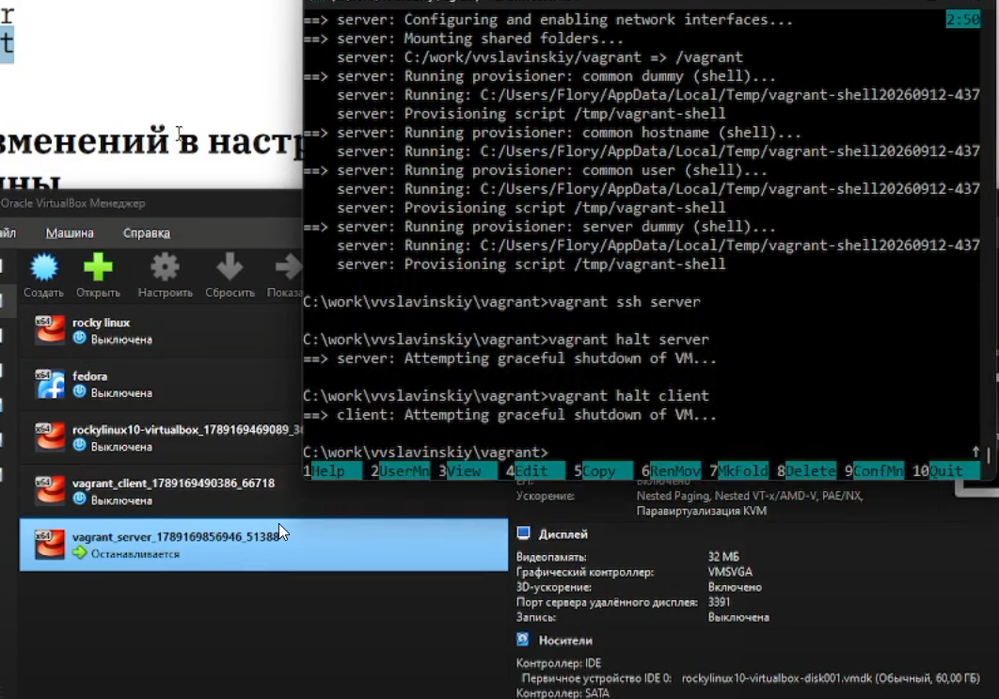 r
t
зменений в настр
ины
==> server: Configuring and enabling network interfaces...
2:50
==> server: Mounting shared folders...
server: C:/work/vvslavinskiy/vagrant => /vagrant
==> server: Running provisioner: common dummy (shell)...
server: Running: C:/Users/Flory/AppData/Local/Temp/vagrant-shell20260912-437
server: Provisioning script /tmp/vagrant-shell
==> server: Running provisioner: common hostname (shell)...
server: Running: C:/Users/Flory/AppData/Local/Temp/vagrant-shell20260912-437
==> server: Running provisioner: common user (shell)...
server: Running: C:/Users/Flory/AppData/Local/Temp/vagrant-shell20260912-437
server: Provisioning script /tmp/vagrant-shell
==> server: Running provisioner: server dummy (shell)...
server: Running: C:/Users/Flory/AppData/Local/Temp/vagrant-shell20260912-437
server: Provisioning script /tmp/vagrant-shell
C:\work\vvslavinskiy\vagrant>vagrant ssh server
C:\work\vvslavinskiy\vagrant>vagrant halt server
==> server: Attempting graceful shutdown of VM...
C:\work\vvslavinskiy\vagrant>vagrant halt client
==> client: Attempting graceful shutdown of VM...
C:\work\vvslavinskiy\vagrant>
1Help 2UserMn 3View 4Edit 5Copy 6RenMov 7MkFold 8Delete 9ConfMn 10Quit
Oracle VirtualBox Менеджер
айл Машина Справка
Создать Открыть Настроить Сбросить Показа
rocky linux
Выключена
fedora
Выключена
rockylinux10-virtualbox_1789169469089_3
Выключена
vagrant_client_1789169490386_66718
Выключена
vagrant_server_1789169856946_51388
Останавливается
Ускорение: Nested Paging, Nested VT-x/AMD-V, PAE/NX,
Паравиртуализация KVM
Дисплей
Видеопамять: 32 МБ
Графический контроллер: VMSVGA
3D-ускорение: Включено
Порт сервера удалённого дисплея: 3391
Запись: Выключена
Носители
Контроллер: IDE
Первичное устройство IDE 0: rockylinux10-virtualbox-disk001.vmdk (Обычный, 60,00 ГБ)
Контроллер: SATA